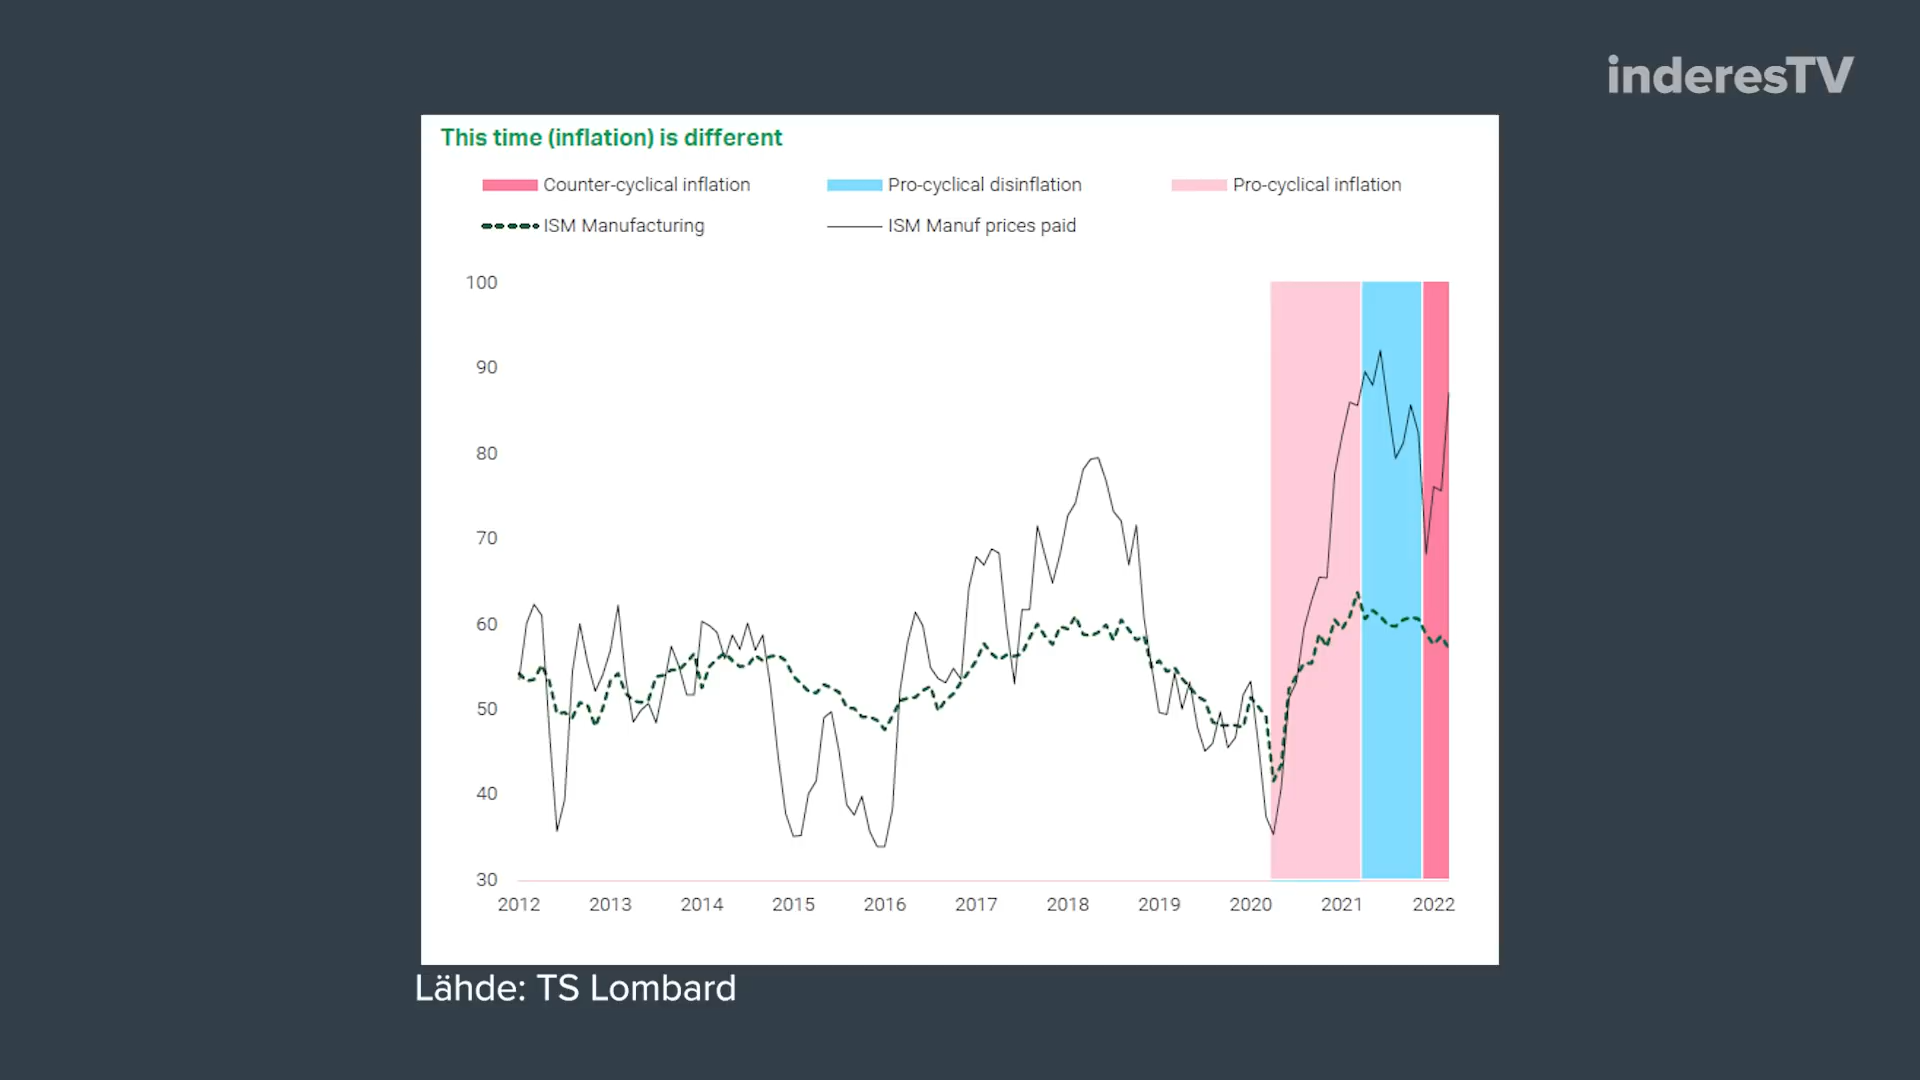 inderesTV
This time (inflation) is different
Counter-cyclical inflation Pro-cyclical disinflation Pro-cyclical inflation
ISM Manufacturing ISM Manuf prices paid
100
90
80
70
60
50
40
30
2012 2013 2014 2015 2016 2017 2018 2019 2020 2021 2022
Lähde: TS Lombard